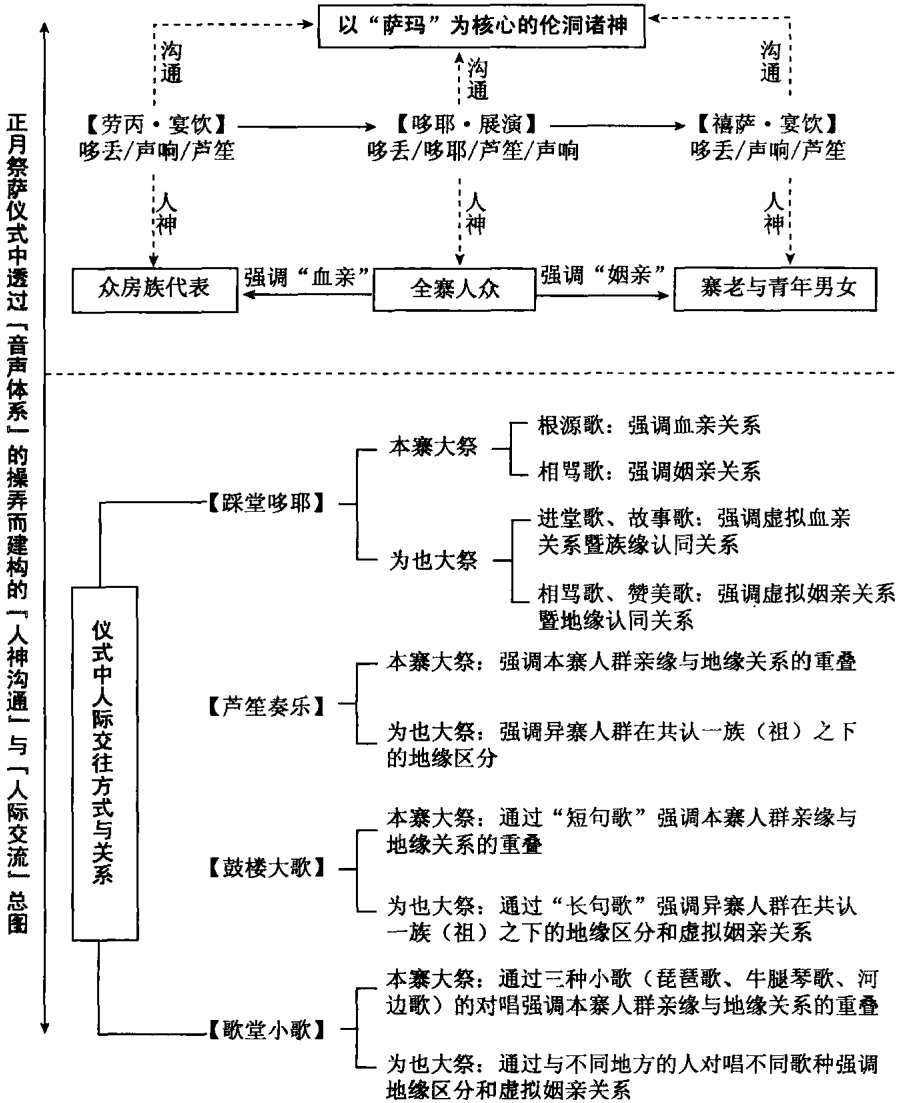 正月祭萨仪式中透过「音声体系」的操弄而建构的「人神沟通」与「人际交流」总图
以“萨玛”为核心的伦洞诸神
沟通
沟通
沟通
【劳丙·宴饮】
哆丢/声响/芦笙
【哆耶·展演】
哆丢/哆耶/芦笙/声响
【禧萨·宴饮】
哆丢/声响/芦笙
人神
人神
人神
众房族代表
强调“血亲”
全寨人众
强调“姻亲”
寨老与青年男女
仪式中人际交往方式与关系
【踩堂哆耶】
本寨大祭
根源歌：强调血亲关系
相骂歌：强调姻亲关系
为也大祭
进堂歌、故事歌：强调虚拟血亲
关系暨族缘认同关系
相骂歌、赞美歌：强调虚拟姻亲关系
暨地缘认同关系
【芦笙奏乐】
本寨大祭：强调本寨人群亲缘与地缘关系的重叠
为也大祭：强调异寨人群在共认一族（祖）之下
的地缘区分
【鼓楼大歌】
本寨大祭：通过“短句歌”强调本寨人群亲缘与
地缘关系的重叠
为也大祭：通过“长句歌”强调异寨人群在共认
一族（祖）之下的地缘区分和虚拟姻亲关系
【歌堂小歌】
本寨大祭：通过三种小歌（琵琶歌、牛腿琴歌、河
边歌）的对唱强调本寨人群亲缘与地缘关系的重叠
为也大祭：通过与不同地方的人对唱不同歌种强调
地缘区分和虚拟姻亲关系